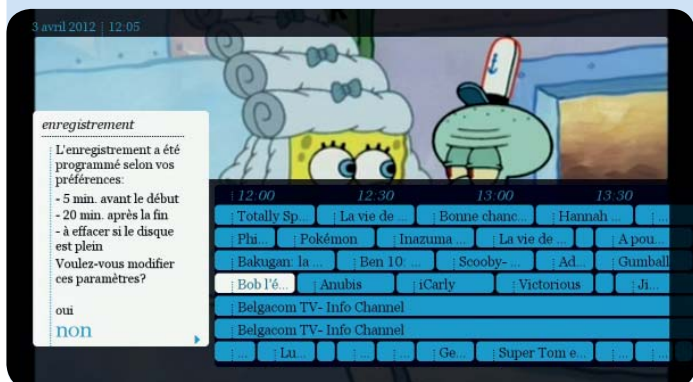 3 avril 2012 | 12:05
enregistrement
L'enregistrement a été
programmé selon vos
préférences:
- 5 min. avant le début
- 20 min. après la fin
- à effacer si le disque
est plein
Voulez-vous modifier
ces paramètres?
oui
non
12:00 12:30 13:00 13:30
Totally Sp... La vie de ... Bonne chanc... Hannah ... ...
Phi... Pokémon Inazuma ... La vie de ... A pou...
Bakugan: la ... Ben 10: ... Scooby-... Ad... Gumball
Bob l'é... Anubis iCarly Victorious Ji...
Belgacom TV- Info Channel
Belgacom TV- Info Channel
... Lu... ... ... Ge... Super Tom e... ... ...